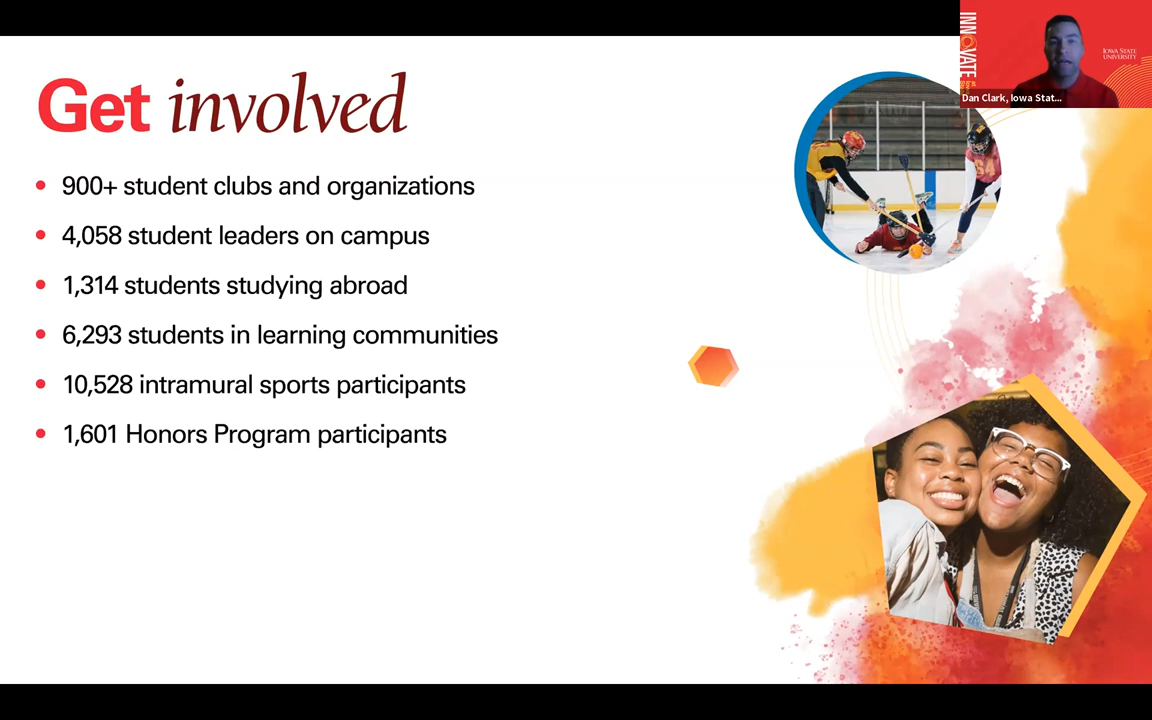 Get involved
900+ student clubs and organizations
4,058 student leaders on campus
1,314 students studying abroad
6,293 students in learning communities
10,528 intramural sports participants
1,601 Honors Program participants
INNOVATE
IOWA STATE
UNIVERSITY
Dan Clark, Iowa Stat...
64